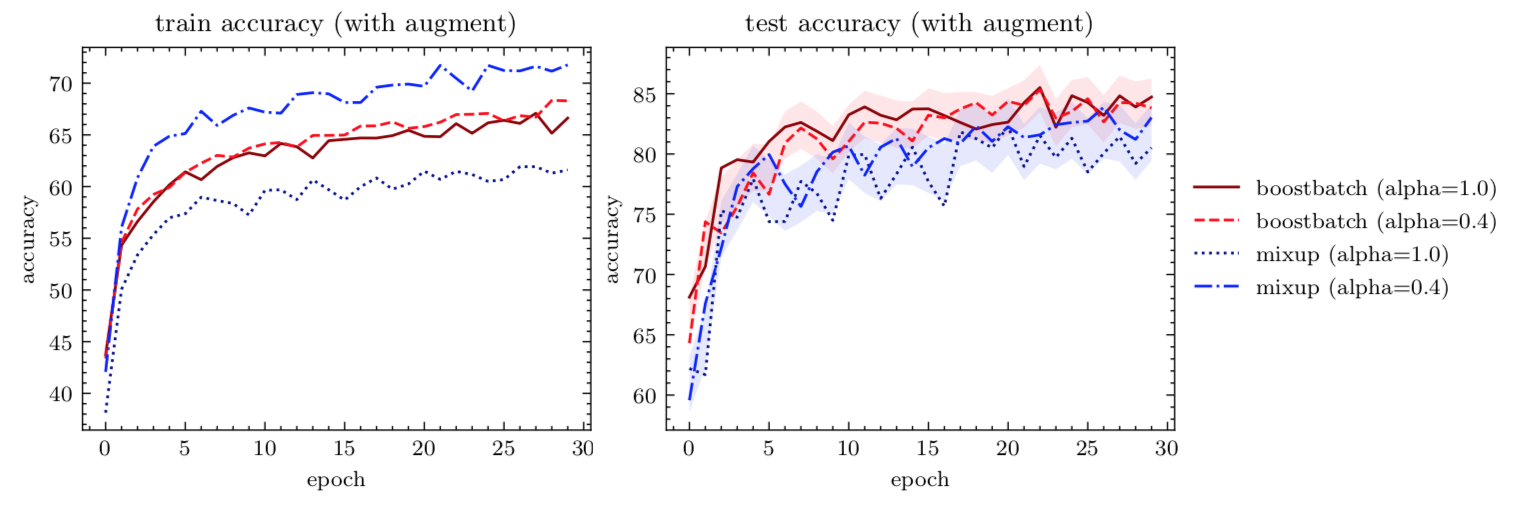 train accuracy (with augment)
accuracy
70
65
60
55
50
45
40
0 5 10 15 20 25 30
epoch
test accuracy (with augment)
accuracy
85
80
75
70
65
60
0 5 10 15 20 25 30
epoch
boostbatch (alpha=1.0)
boostbatch (alpha=0.4)
mixup (alpha=1.0)
mixup (alpha=0.4)